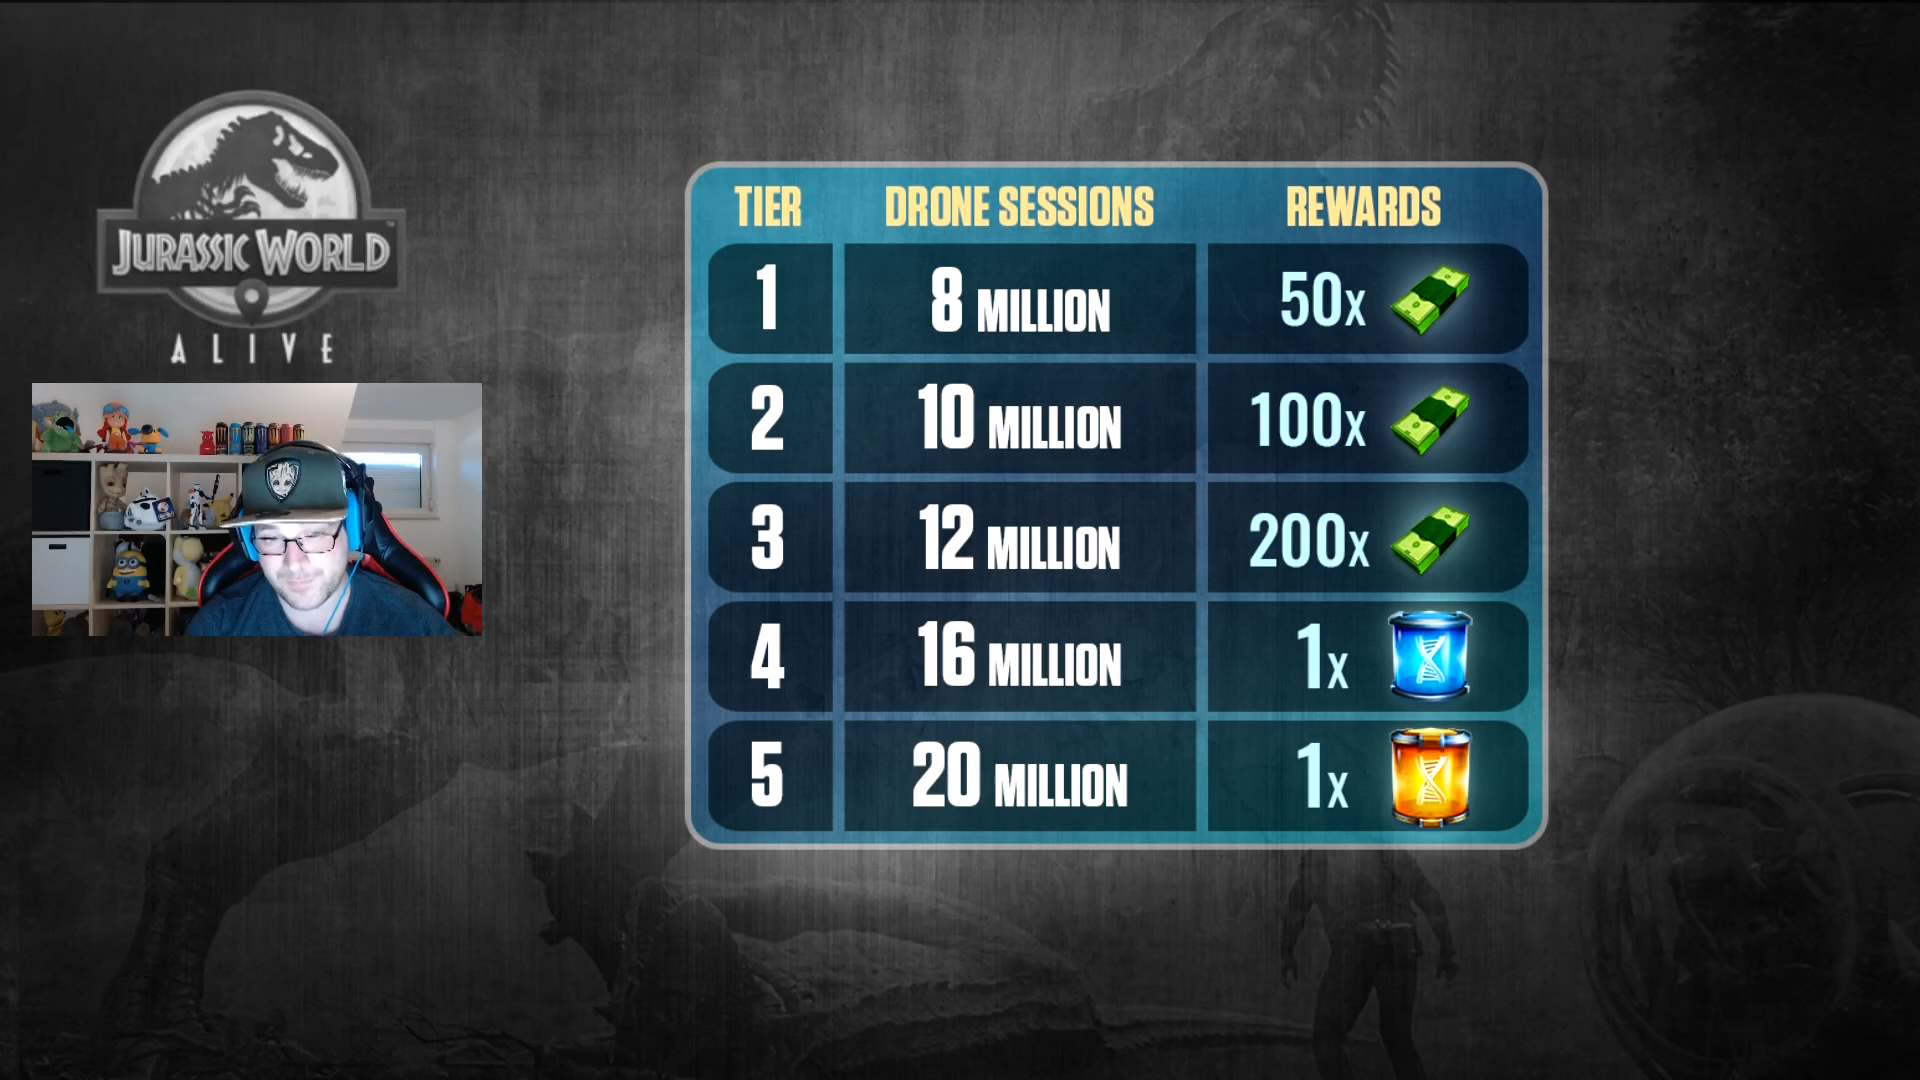 JURASSIC WORLD
ALIVE
TIER DRONE SESSIONS REWARDS
1 8 MILLION 50x
2 10 MILLION 100x
3 12 MILLION 200x
4 16 MILLION 1x
5 20 MILLION 1x